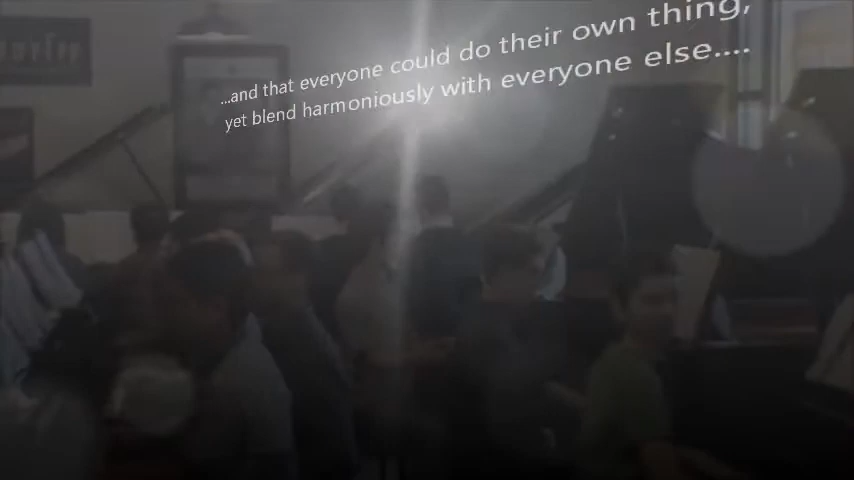 ...and that everyone could do their own thing,
yet blend harmoniously with everyone else....